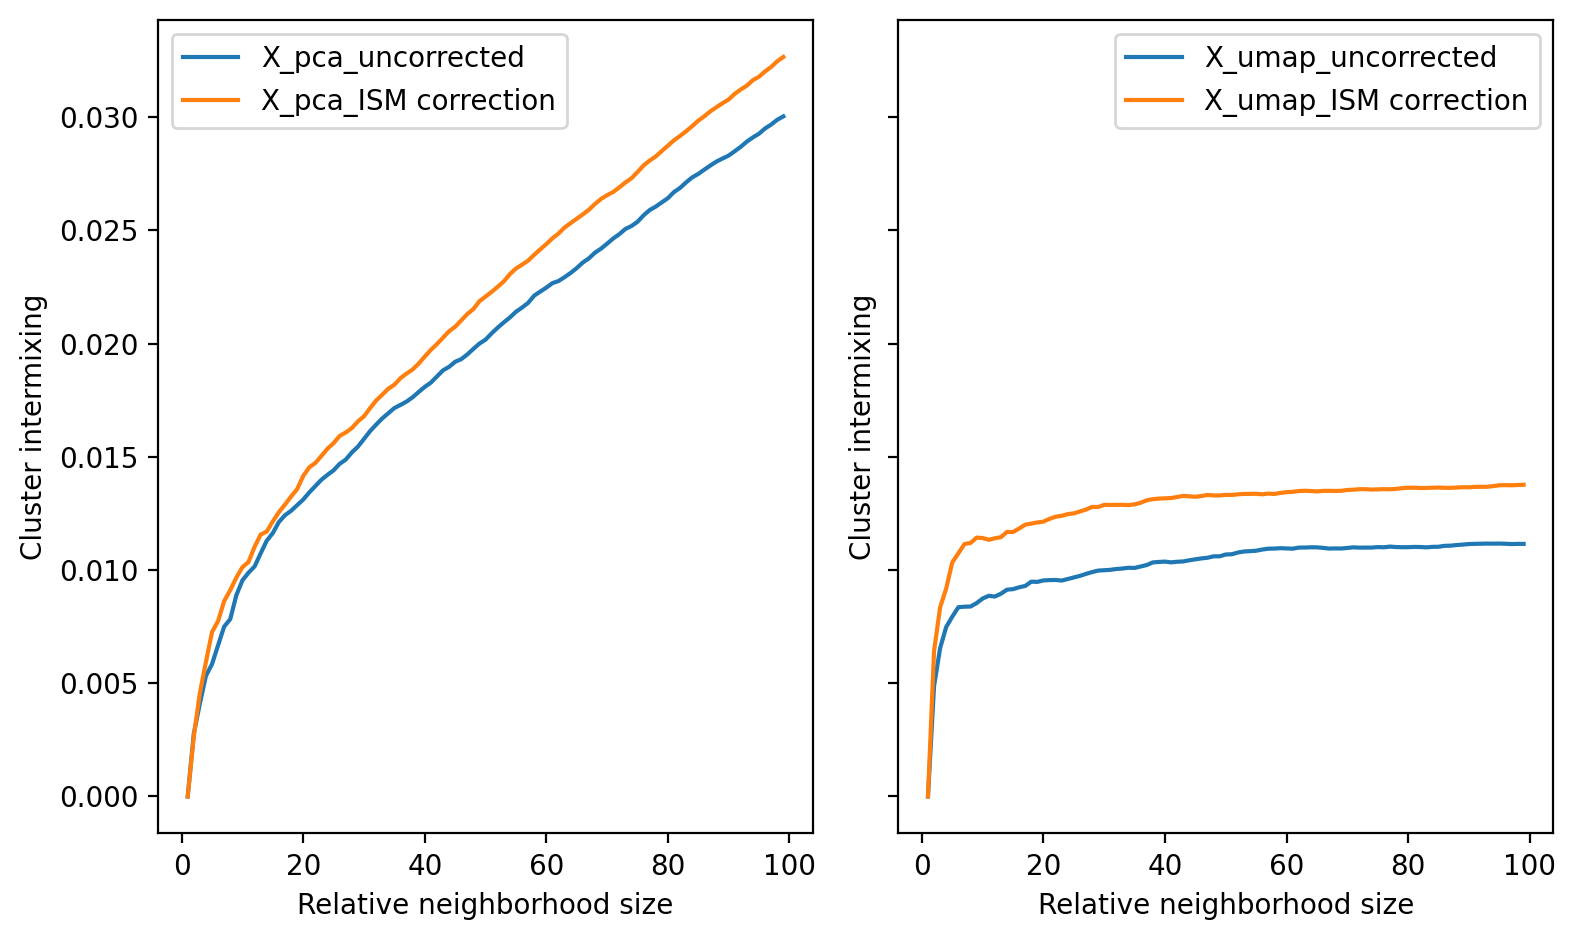 X_pca_uncorrected
X_pca_ISM correction
Cluster intermixing
0.030
0.025
0.020
0.015
0.010
0.005
0.000
0 20 40 60 80 100
Relative neighborhood size
X_umap_uncorrected
X_umap_ISM correction
Cluster intermixing
0 20 40 60 80 100
Relative neighborhood size